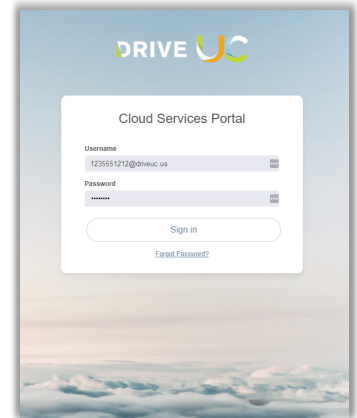 DRIVE UC
Cloud Services Portal
Username
1235551212@driveuc.us
Password
••••••••
Sign in
Forgot Password?